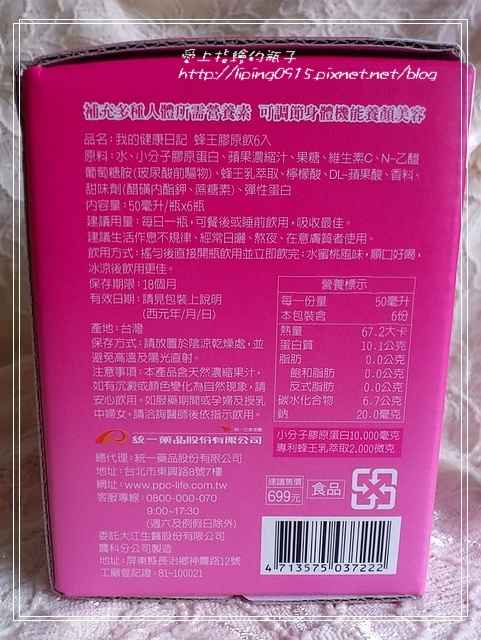 愛上指繪的瓶子
http://liping0915.pixnet.net/blog
補充多種人體所需營養素 可調節身體機能養顏美容
品名:我的健康日記 蜂王膠原飲6入
原料:水、小分子膠原蛋白、蘋果濃縮汁、果糖、維生素C、N-乙醯
葡萄糖胺(玻尿酸前驅物)、蜂王乳萃取、檸檬酸、DL-蘋果酸、香料、
甜味劑(醋磺內酯鉀、蔗糖素)、彈性蛋白
內容量:50毫升/瓶x6瓶
建議用量:每日一瓶,可餐後或睡前飲用,吸收最佳。
建議生活作息不規律、經常日曬、熬夜、在意膚質者使用。
飲用方式:搖勻後直接開瓶飲用並立即飲完;水蜜桃風味,順口好喝,
冰涼後飲用更佳。
保存期限:18個月
有效日期:請見包裝上說明
(西元年/月/日)
產地:台灣
保存方式:請放置於陰涼乾燥處,並
避免高溫及陽光直射。
注意事項:本產品含天然濃縮果汁,
如有沉澱或顏色變化為自然現象,請
安心飲用。如服藥期間或孕婦及授乳
中婦女,請洽詢醫師後依指示飲用。
營養標示
每一份量 50毫升
本包裝含 6份
熱量 67.2大卡
蛋白質 10.1公克
脂肪 0.0公克
飽和脂肪 0.0公克
反式脂肪 0.0公克
碳水化合物 6.7公克
鈉 20.0毫克
小分子膠原蛋白10,000毫克
專利蜂王乳萃取2,000微克
統一企業集團
統一藥品股份有限公司
總代理:統一藥品股份有限公司
地址:台北市東興路8號7樓
網址:www.ppc-life.com.tw
客服專線:0800-000-070
9:00~17:30
(週六及例假日除外)
委託大江生醫股份有限公司
農科分公司製造
地址:屏東縣長治鄉神農路12號
工廠登記證:81-100021
建議售價
699元
食品
4 713575 037222